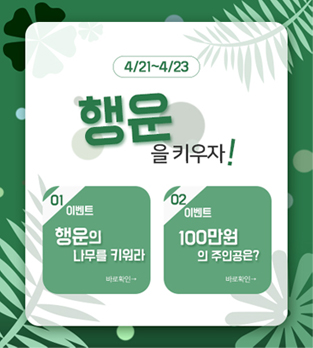 4/21~4/23
행운
을 키우자!
01
이벤트
행운의
나무를 키워라
바로확인→
02
이벤트
100만원
의 주인공은?
바로확인→